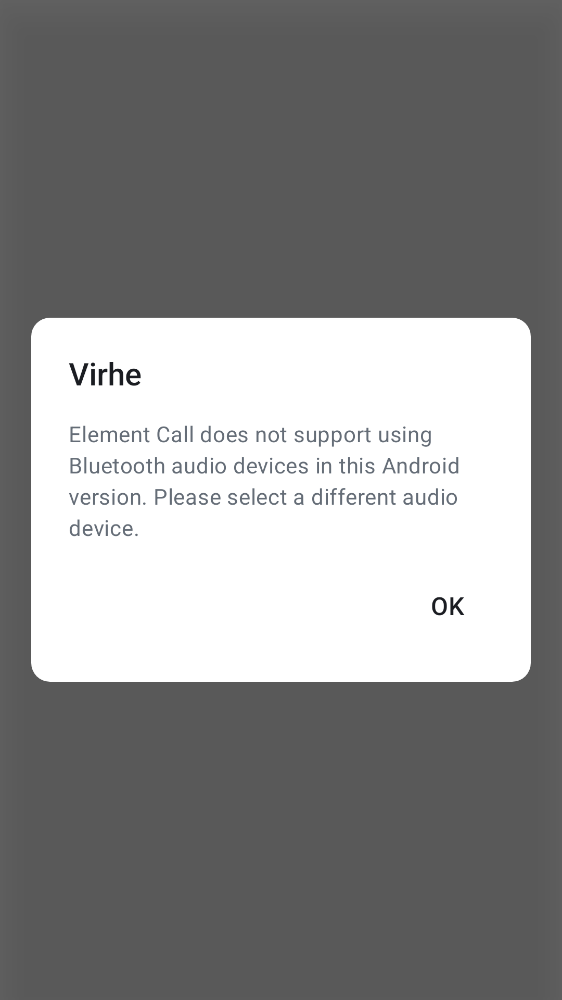 Virhe
Element Call does not support using
Bluetooth audio devices in this Android
version. Please select a different audio
device.
OK